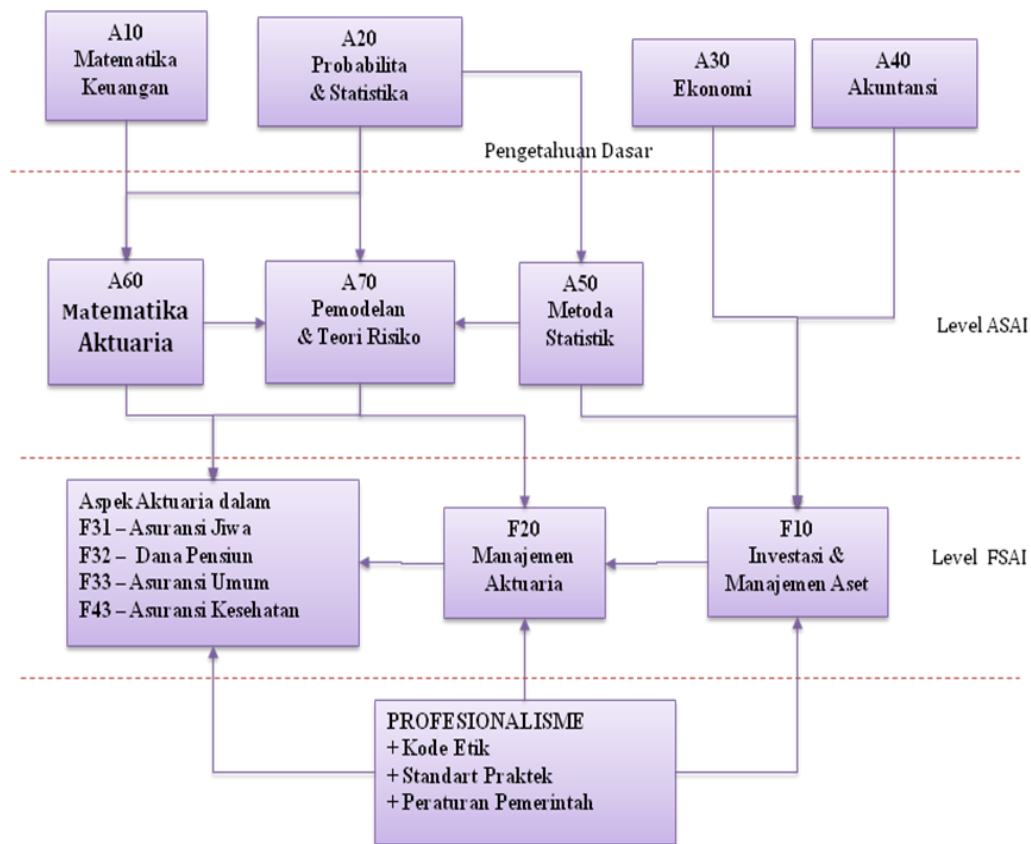 A10
Matematika
Keuangan
A20
Probabilita
& Statistika
A30
Ekonomi
A40
Akuntansi
Pengetahuan Dasar
A60
Matematika
Aktuaria
A70
Pemodelan
& Teori Risiko
A50
Metoda
Statistik
Level ASAI
Aspek Aktuaria dalam
F31 – Asuransi Jiwa
F32 – Dana Pensiun
F33 – Asuransi Umum
F43 – Asuransi Kesehatan
F20
Manajemen
Aktuaria
F10
Investasi &
Manajemen Aset
Level FSAI
PROFESIONALISME
+ Kode Etik
+ Standart Praktek
+ Peraturan Pemerintah